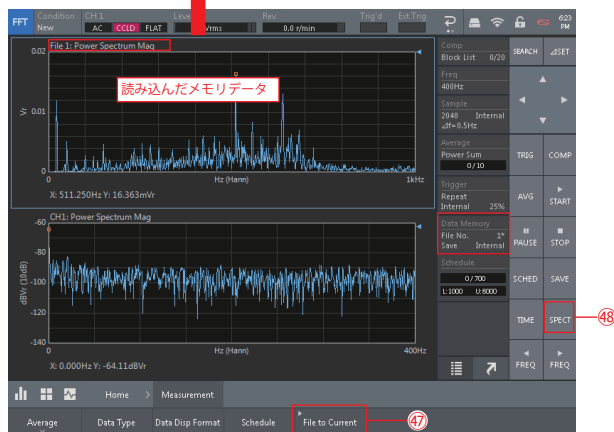 FFT Condition New CH 1 AC CCLD FLAT Leve Vrms Rev 0.0 r/min Trig'd Ext Trig 623 PM
File 1: Power Spectrum Mag
0.02
読み込んだメモリデータ
Vr
0.01
0
0 Hz (Hann) 1kHz
X: 511.250Hz Y: 16.363mVr
CH1: Power Spectrum Mag
-60
-80
dBVr (10dB)
-100
-120
-140
0 Hz (Hann) 400Hz
X: 0.000Hz Y: -64.11dBVr
Comp
Block List 0/20
Freq
400Hz
Sample
2048 Internal
⊿f=0.5Hz
Average
Power Sum
0/10
Trigger
Repeat
Internal 25%
Data Memory
File No. 1*
Save Internal
Schedule
0/700
L:1000 U:8000
SEARCH ⊿SET
TRIG COMP
AVG START
PAUSE STOP
SCHED SAVE
TIME SPECT
㊽
FREQ FREQ
Home > Measurement
Average Data Type Data Disp Format Schedule File to Current
㊼